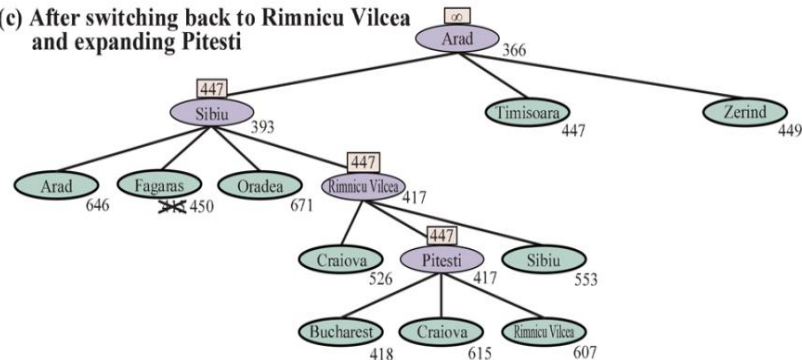 (c) After switching back to Rimnicu Vilcea
and expanding Pitesti
∞
Arad
366
447
Sibiu
393
Timisoara
447
Zerind
449
Arad
646
Fagaras
450
Oradea
671
447
Rimnicu Vilcea
417
Craiova
526
447
Pitesti
417
Sibiu
553
Bucharest
418
Craiova
615
Rimnicu Vilcea
607